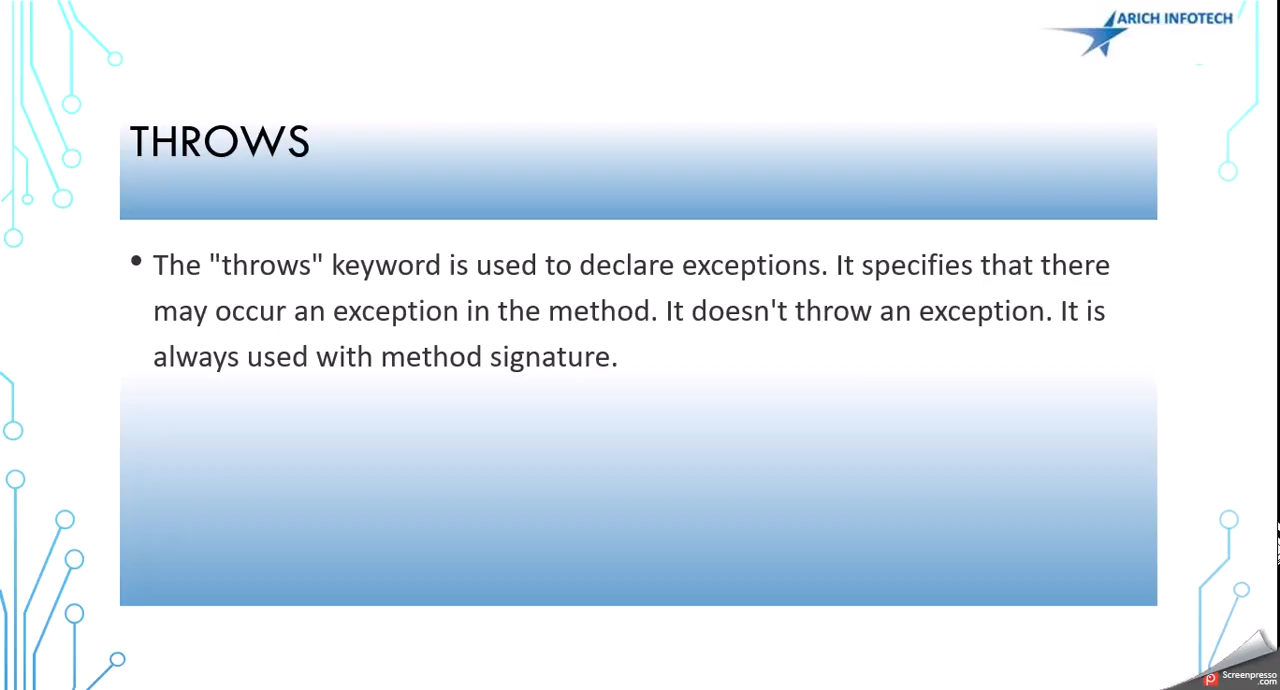 ARICH INFOTECH
THROWS
• The "throws" keyword is used to declare exceptions. It specifies that there
may occur an exception in the method. It doesn't throw an exception. It is
always used with method signature.
Screenpresso
.com